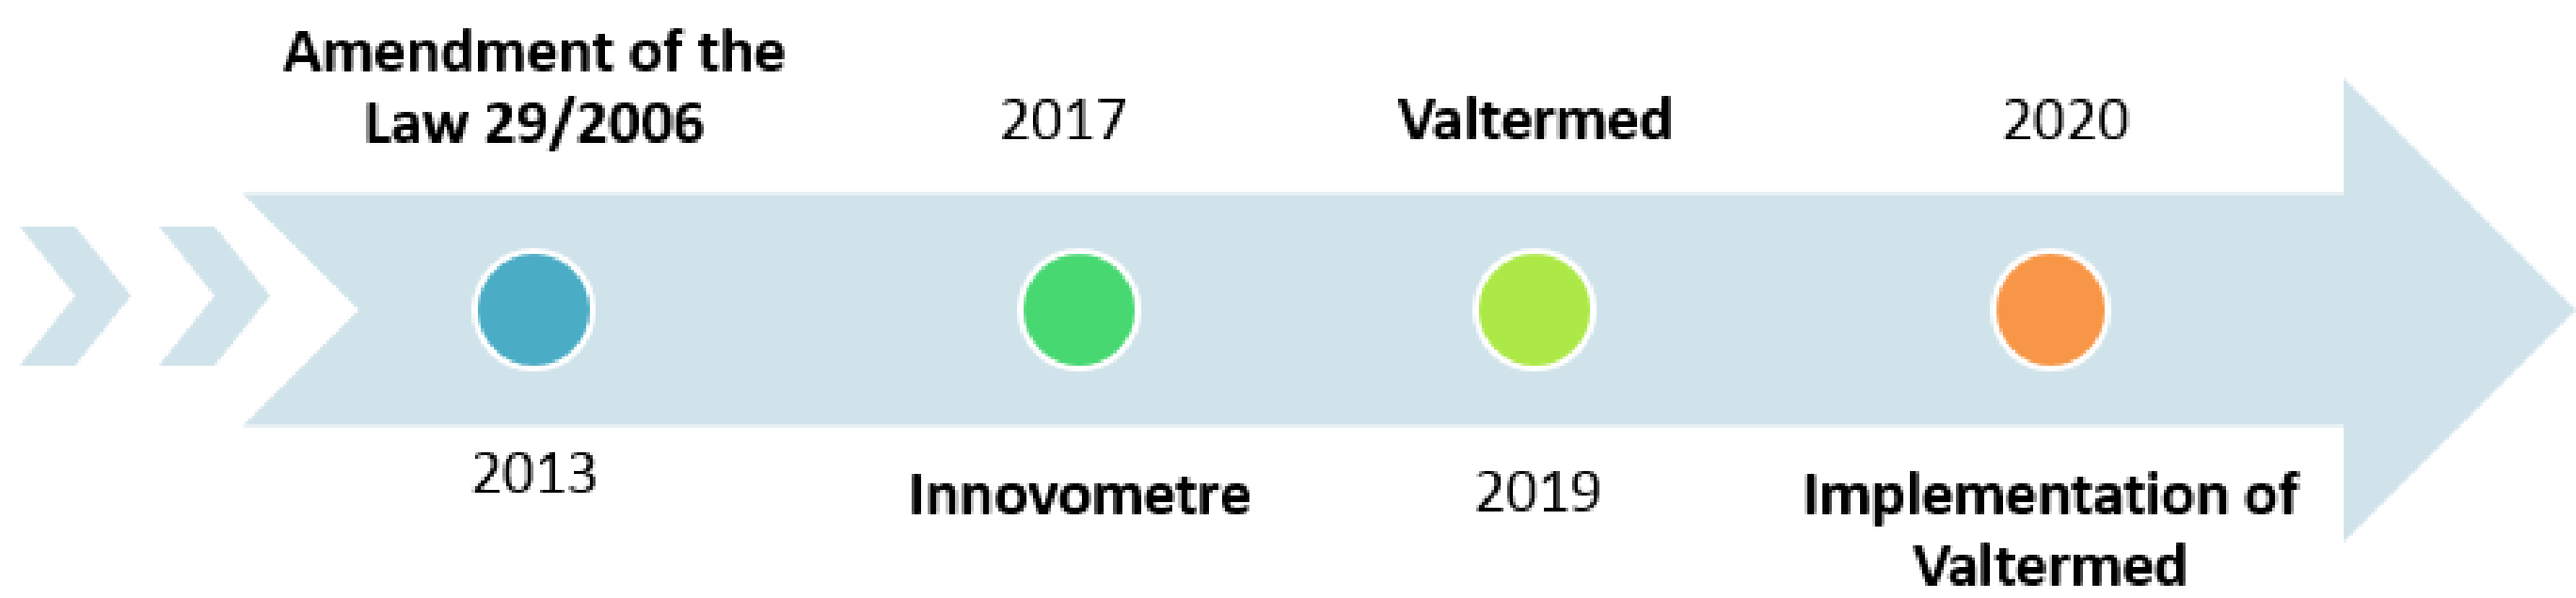 Amendment of the
Law 29/2006
2013
2017
Innovometre
Valtermed
2019
2020
Implementation of
Valtermed